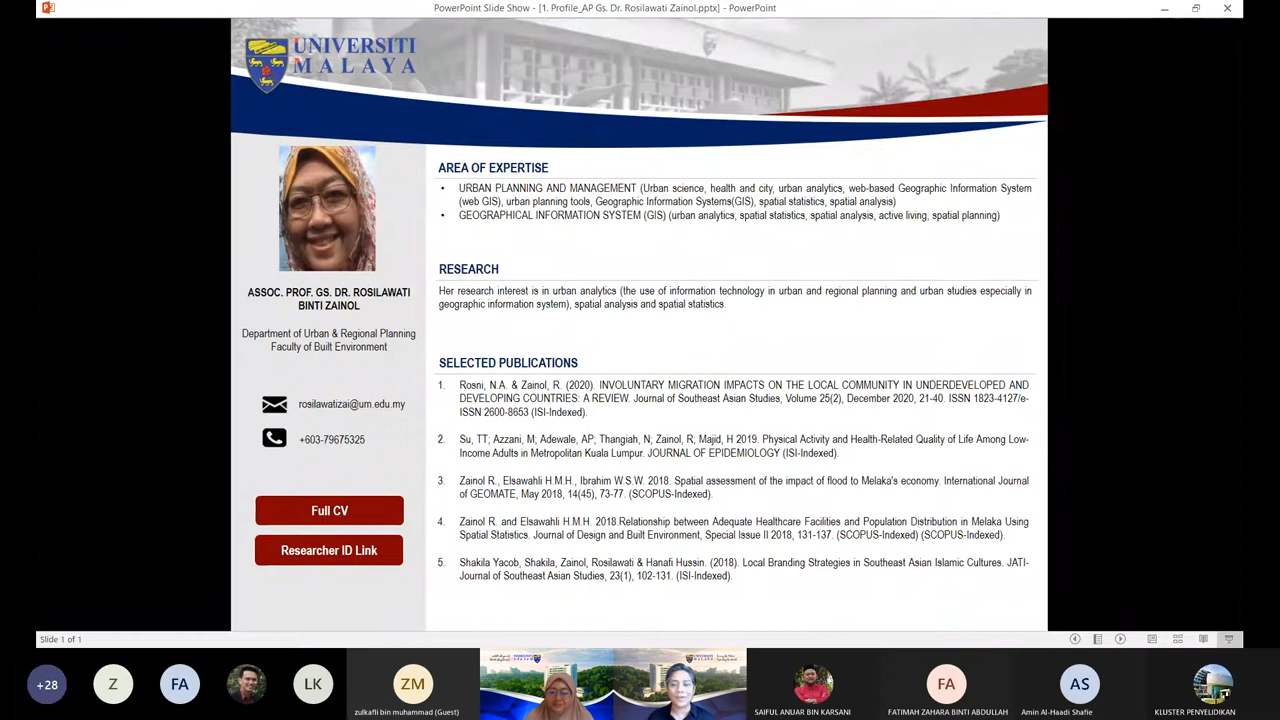 PowerPoint Slide Show - [1. Profile_AP Gs. Dr. Rosilawati Zainol.pptx] - PowerPoint
UNIVERSITI
MALAYA
ASSOC. PROF. GS. DR. ROSILAWATI
BINTI ZAINOL
Department of Urban & Regional Planning
Faculty of Built Environment
rosilawatizai@um.edu.my
+603-79675325
Full CV
Researcher ID Link
AREA OF EXPERTISE
• URBAN PLANNING AND MANAGEMENT (Urban science, health and city, urban analytics, web-based Geographic Information System
(web GIS), urban planning tools, Geographic Information Systems(GIS), spatial statistics, spatial analysis)
• GEOGRAPHICAL INFORMATION SYSTEM (GIS) (urban analytics, spatial statistics, spatial analysis, active living, spatial planning)
RESEARCH
Her research interest is in urban analytics (the use of information technology in urban and regional planning and urban studies especially in
geographic information system), spatial analysis and spatial statistics.
SELECTED PUBLICATIONS
1. Rosni, N.A. & Zainol, R. (2020). INVOLUNTARY MIGRATION IMPACTS ON THE LOCAL COMMUNITY IN UNDERDEVELOPED AND
DEVELOPING COUNTRIES: A REVIEW. Journal of Southeast Asian Studies, Volume 25(2), December 2020, 21-40. ISSN 1823-4127/e-
ISSN 2600-8653 (ISI-Indexed).
2. Su, TT; Azzani, M; Adewale, AP; Thangiah, N; Zainol, R; Majid, H 2019. Physical Activity and Health-Related Quality of Life Among Low-
Income Adults in Metropolitan Kuala Lumpur. JOURNAL OF EPIDEMIOLOGY (ISI-Indexed).
3. Zainol R., Elsawahli H.M.H., Ibrahim W.S.W. 2018. Spatial assessment of the impact of flood to Melaka's economy. International Journal
of GEOMATE, May 2018, 14(45), 73-77. (SCOPUS-Indexed).
4. Zainol R. and Elsawahli H.M.H. 2018.Relationship between Adequate Healthcare Facilities and Population Distribution in Melaka Using
Spatial Statistics. Journal of Design and Built Environment, Special Issue II 2018, 131-137. (SCOPUS-Indexed) (SCOPUS-Indexed).
5. Shakila Yacob, Shakila, Zainol, Rosilawati & Hanafi Hussin. (2018). Local Branding Strategies in Southeast Asian Islamic Cultures. JATI-
Journal of Southeast Asian Studies, 23(1), 102-131. (ISI-Indexed).
Slide 1 of 1
+28
Z
FA
LK
ZM
zulkafli bin muhammad (Guest)
UNIVERSITI
MALAYA
SAIFUL ANUAR BIN KARSANI
FA
FATIMAH ZAHARA BINTI ABDULLAH
AS
Amin Al-Haadi Shafie
KLUSTER PENYELIDIKAN